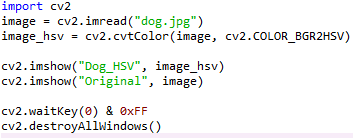 import cv2
image = cv2.imread("dog.jpg")
image_hsv = cv2.cvtColor(image, cv2.COLOR_BGR2HSV)
cv2.imshow("Dog_HSV", image_hsv)
cv2.imshow("Original", image)
cv2.waitKey(0) & 0xFF
cv2.destroyAllWindows()